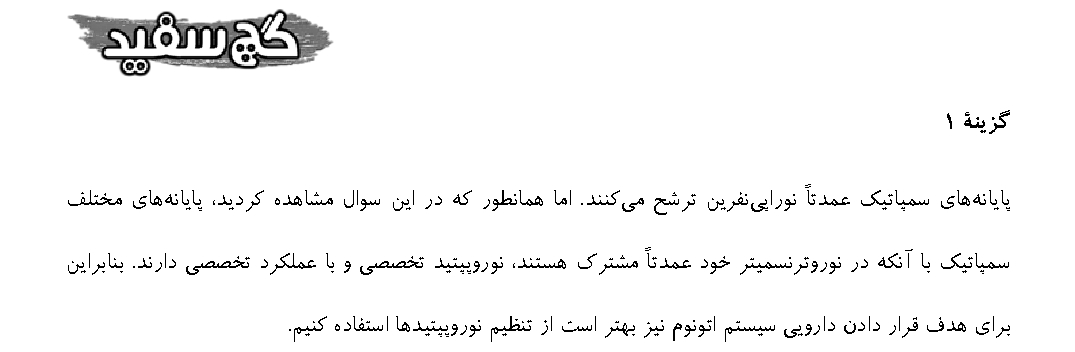 گچ سفید
گزینهٔ ۱
پایانه‌های سمپاتیک عمدتاً نوراپی‌نفرین ترشح می‌کنند. اما همانطور که در این سوال مشاهده کردید، پایانه‌های مختلف
سمپاتیک با آنکه در نوروترنسمیتر خود عمدتاً مشترک هستند، نوروپپتید تخصصی و با عملکرد تخصصی دارند. بنابراین
برای هدف قرار دادن دارویی سیستم اتونوم نیز بهتر است از تنظیم نوروپپتیدها استفاده کنیم.